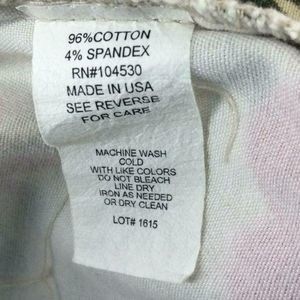 96%COTTON
4% SPANDEX
RN#104530
MADE IN USA
SEE REVERSE
FOR CARE
MACHINE WASH
COLD
WITH LIKE COLORS
DO NOT BLEACH
LINE DRY
IRON AS NEEDED
OR DRY CLEAN
LOT# 1615